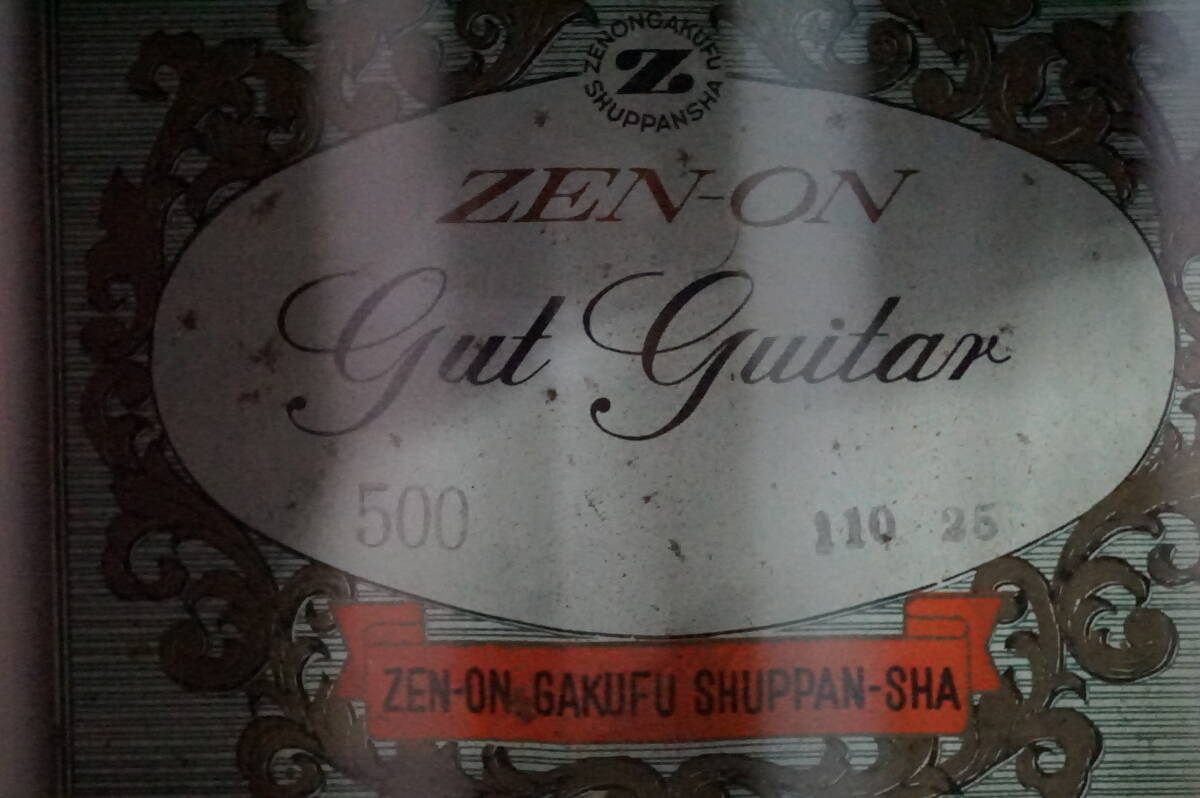 ZENONGAKUFU
Z
SHUPPANSHA
ZEN-ON
Gut Guitar
500 110 25
ZEN-ON GAKUFU SHUPPAN-SHA